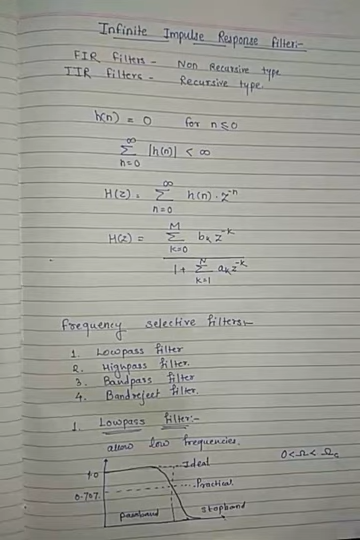 Infinite Impulse Response filter:-
FIR filters - Non Recursive type
IIR filters - Recursive type.
h(n) = 0 for n ≤ 0
∞
Σ |h(n)| < ∞
n=0
∞
H(z) = Σ h(n) · z^-n
n=0
M
H(z) = Σ bk z^-k
k=0
N
1 + Σ ak z^-k
k=1
Frequency selective filters:-
1. Lowpass filter
2. Highpass filter.
3. Bandpass filter
4. Bandreject filter.
1. Lowpass filter:-
allow low frequencies.
Ideal
0<Ω<Ωc
1.0
Practical
0.707
passband
stopband